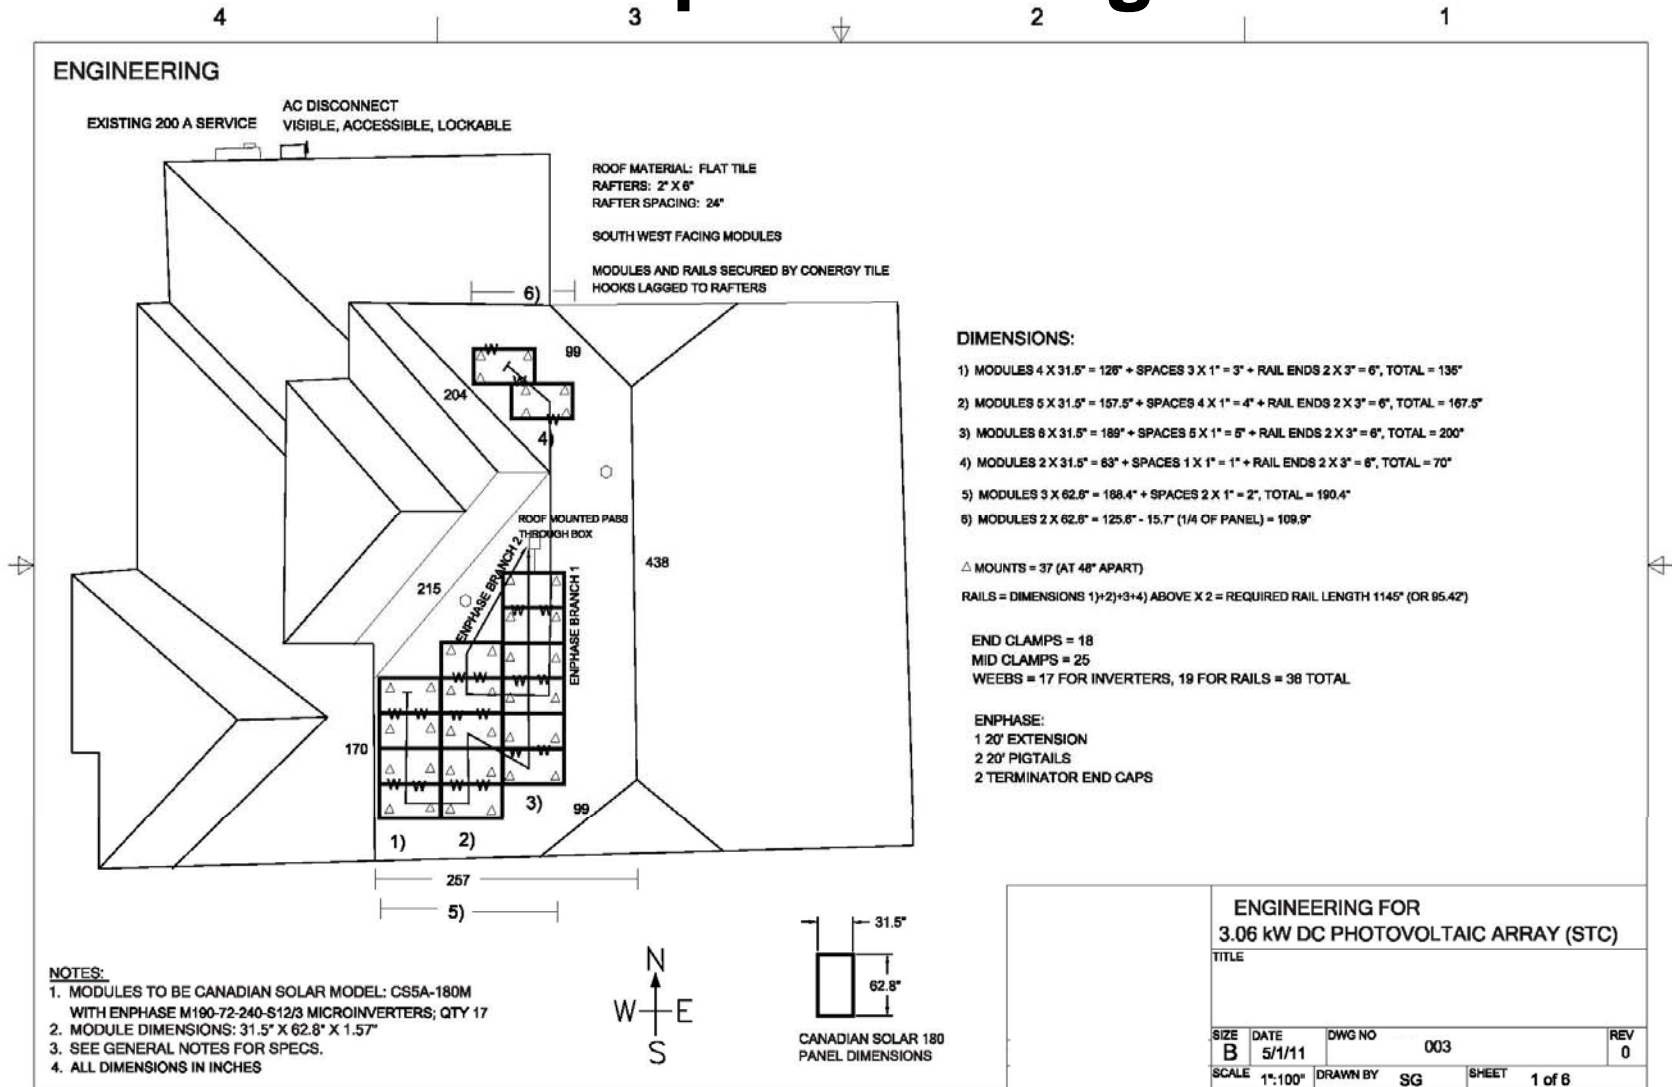 4 3 2 1
ENGINEERING
EXISTING 200 A SERVICE
AC DISCONNECT
VISIBLE, ACCESSIBLE, LOCKABLE
ROOF MATERIAL: FLAT TILE
RAFTERS: 2" X 6"
RAFTER SPACING: 24"
SOUTH WEST FACING MODULES
MODULES AND RAILS SECURED BY CONERGY TILE
HOOKS LAGGED TO RAFTERS
6)
99
204
4)
ROOF MOUNTED PASS
THROUGH BOX
ENPHASE BRANCH 2
ENPHASE BRANCH 1
215
438
170
W W
W
W
W W
W W
W W
W W
W W
W W
W W
W W
1)
2)
3)
99
257
5)
DIMENSIONS:
1) MODULES 4 X 31.5" = 126" + SPACES 3 X 1" = 3" + RAIL ENDS 2 X 3" = 6", TOTAL = 135"
2) MODULES 5 X 31.5" = 157.5" + SPACES 4 X 1" = 4" + RAIL ENDS 2 X 3" = 6", TOTAL = 167.5"
3) MODULES 6 X 31.5" = 189" + SPACES 5 X 1" = 5" + RAIL ENDS 2 X 3" = 6", TOTAL = 200"
4) MODULES 2 X 31.5" = 63" + SPACES 1 X 1" = 1" + RAIL ENDS 2 X 3" = 6", TOTAL = 70"
5) MODULES 3 X 62.8" = 188.4" + SPACES 2 X 1" = 2", TOTAL = 190.4"
6) MODULES 2 X 62.8" = 125.6" - 15.7" (1/4 OF PANEL) = 109.9"
△ MOUNTS = 37 (AT 48" APART)
RAILS = DIMENSIONS 1)+2)+3+4) ABOVE X 2 = REQUIRED RAIL LENGTH 1145" (OR 95.42')
END CLAMPS = 18
MID CLAMPS = 25
WEEBS = 17 FOR INVERTERS, 19 FOR RAILS = 36 TOTAL
ENPHASE:
1 20' EXTENSION
2 20' PIGTAILS
2 TERMINATOR END CAPS
NOTES:
1. MODULES TO BE CANADIAN SOLAR MODEL: CS5A-180M
WITH ENPHASE M190-72-240-S12/3 MICROINVERTERS; QTY 17
2. MODULE DIMENSIONS: 31.5" X 62.8" X 1.57"
3. SEE GENERAL NOTES FOR SPECS.
4. ALL DIMENSIONS IN INCHES
N
W E
S
31.5"
62.8"
CANADIAN SOLAR 180
PANEL DIMENSIONS
ENGINEERING FOR
3.06 kW DC PHOTOVOLTAIC ARRAY (STC)
TITLE
SIZE DATE DWG NO REV
B 5/1/11 003 0
SCALE 1":100" DRAWN BY SG SHEET 1 of 6